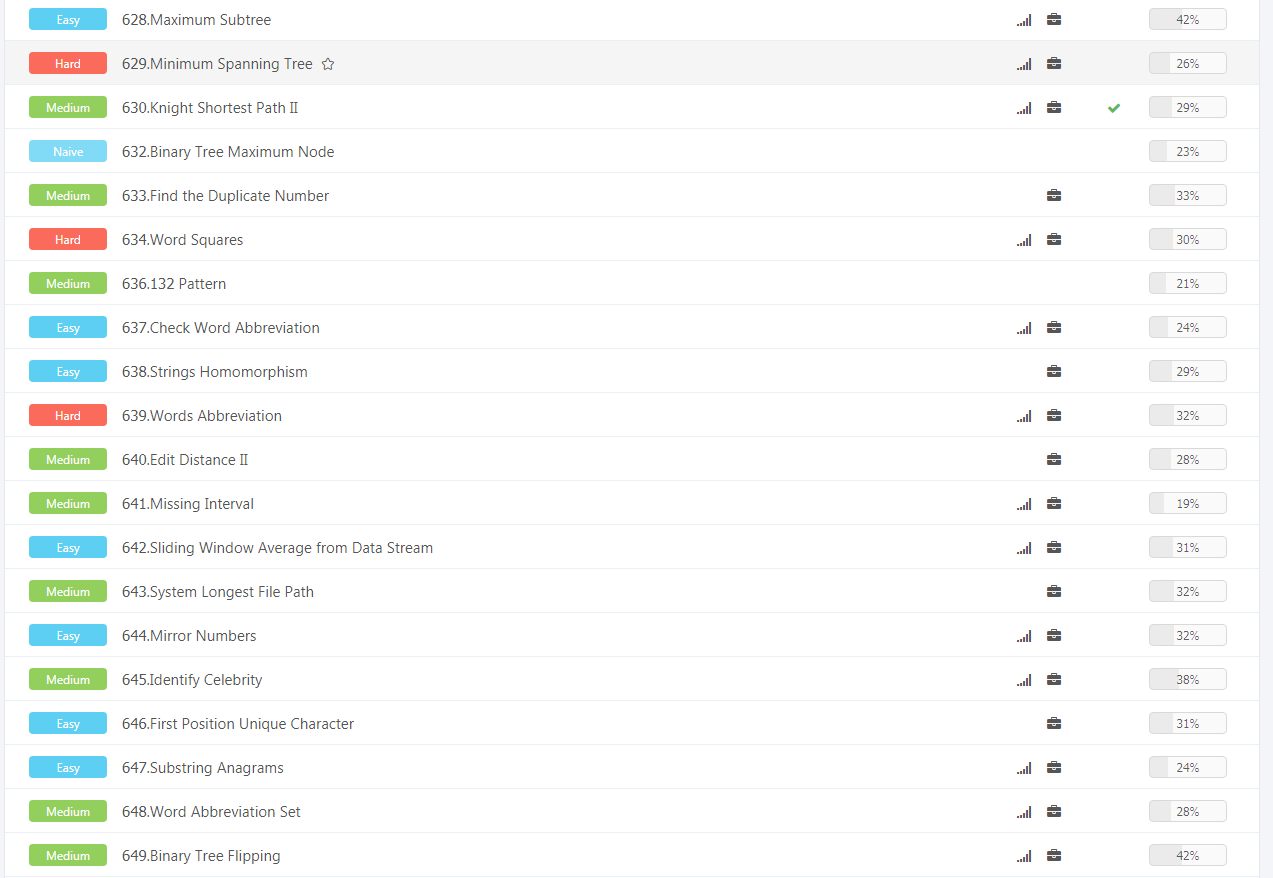 Easy 628.Maximum Subtree 42%
Hard 629.Minimum Spanning Tree 26%
Medium 630.Knight Shortest Path II 29%
Naive 632.Binary Tree Maximum Node 23%
Medium 633.Find the Duplicate Number 33%
Hard 634.Word Squares 30%
Medium 636.132 Pattern 21%
Easy 637.Check Word Abbreviation 24%
Easy 638.Strings Homomorphism 29%
Hard 639.Words Abbreviation 32%
Medium 640.Edit Distance II 28%
Medium 641.Missing Interval 19%
Easy 642.Sliding Window Average from Data Stream 31%
Medium 643.System Longest File Path 32%
Easy 644.Mirror Numbers 32%
Medium 645.Identify Celebrity 38%
Easy 646.First Position Unique Character 31%
Easy 647.Substring Anagrams 24%
Medium 648.Word Abbreviation Set 28%
Medium 649.Binary Tree Flipping 42%